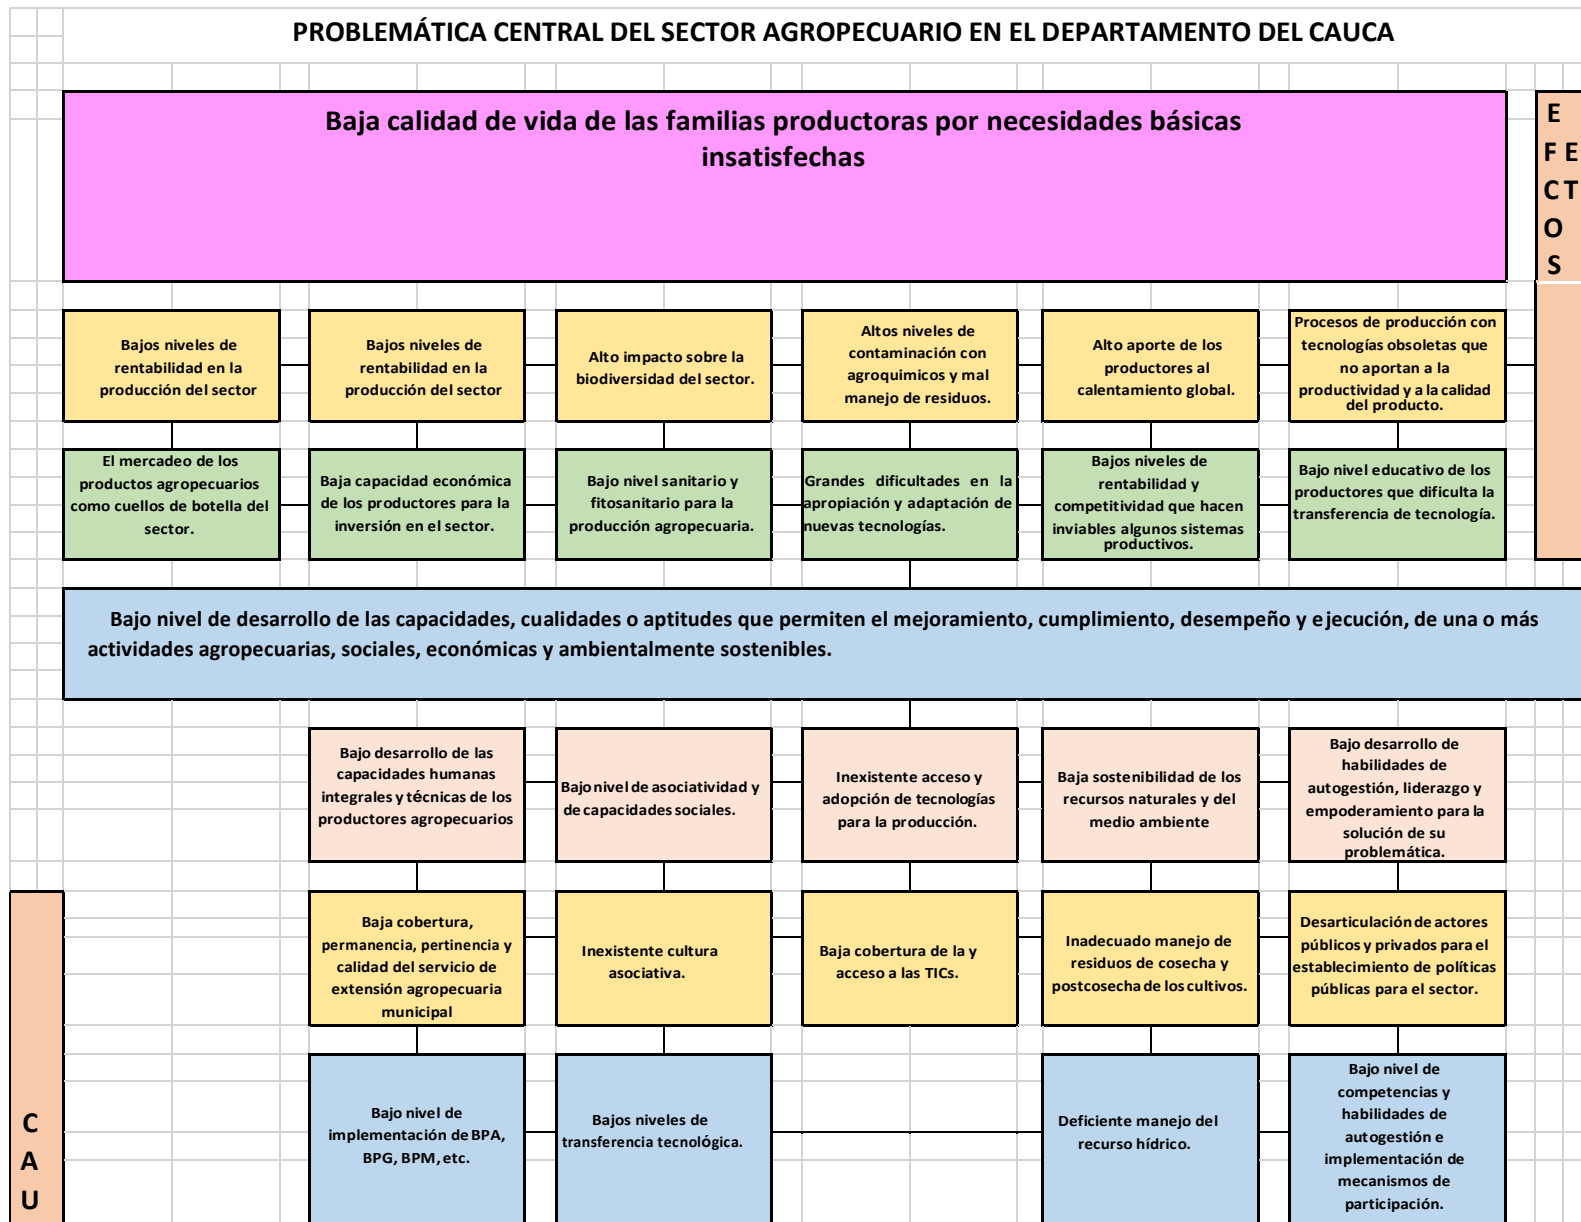 PROBLEMÁTICA CENTRAL DEL SECTOR AGROPECUARIO EN EL DEPARTAMENTO DEL CAUCA
Baja calidad de vida de las familias productoras por necesidades básicas
insatisfechas
E
F E
C T
O
S
Bajos niveles de
rentabilidad en la
producción del sector
Bajos niveles de
rentabilidad en la
producción del sector
Alto impacto sobre la
biodiversidad del sector.
Altos niveles de
contaminación con
agroquimicos y mal
manejo de residuos.
Alto aporte de los
productores al
calentamiento global.
Procesos de producción con
tecnologías obsoletas que
no aportan a la
productividad y a la calidad
del producto.
El mercadeo de los
productos agropecuarios
como cuellos de botella del
sector.
Baja capacidad económica
de los productores para la
inversión en el sector.
Bajo nivel sanitario y
fitosanitario para la
producción agropecuaria.
Grandes dificultades en la
apropiación y adaptación de
nuevas tecnologías.
Bajos niveles de
rentabilidad y
competitividad que hacen
inviables algunos sistemas
productivos.
Bajo nivel educativo de los
productores que dificulta la
transferencia de tecnología.
Bajo nivel de desarrollo de las capacidades, cualidades o aptitudes que permiten el mejoramiento, cumplimiento, desempeño y ejecución, de una o más
actividades agropecuarias, sociales, económicas y ambientalmente sostenibles.
Bajo desarrollo de las
capacidades humanas
integrales y técnicas de los
productores agropecuarios
Bajo nivel de asociatividad y
de capacidades sociales.
Inexistente acceso y
adopción de tecnologías
para la producción.
Baja sostenibilidad de los
recursos naturales y del
medio ambiente
Bajo desarrollo de
habilidades de
autogestión, liderazgo y
empoderamiento para la
solución de su
problemática.
Baja cobertura,
permanencia, pertinencia y
calidad del servicio de
extensión agropecuaria
municipal
Inexistente cultura
asociativa.
Baja cobertura de la y
acceso a las TICs.
Inadecuado manejo de
residuos de cosecha y
postcosecha de los cultivos.
Desarticulación de actores
públicos y privados para el
establecimiento de políticas
públicas para el sector.
C
A
U
Bajo nivel de
implementación de BPA,
BPG, BPM, etc.
Bajos niveles de
transferencia tecnológica.
Deficiente manejo del
recurso hídrico.
Bajo nivel de
competencias y
habilidades de
autogestión e
implementación de
mecanismos de
participación.